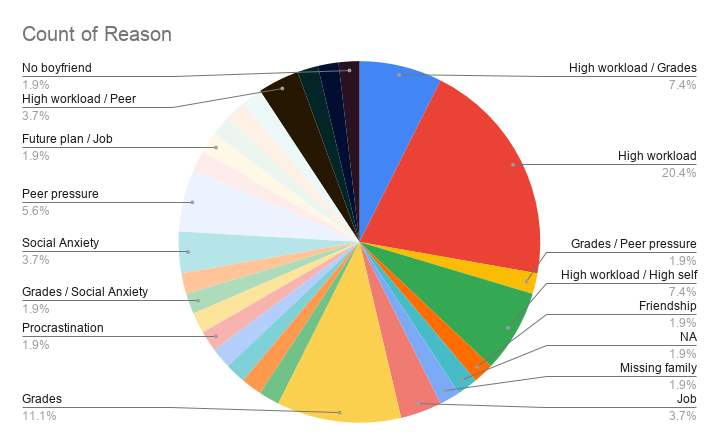 Count of Reason
No boyfriend
1.9%
High workload / Peer
3.7%
Future plan / Job
1.9%
Peer pressure
5.6%
Social Anxiety
3.7%
Grades / Social Anxiety
1.9%
Procrastination
1.9%
Grades
11.1%
High workload / Grades
7.4%
High workload
20.4%
Grades / Peer pressure
1.9%
High workload / High self
7.4%
Friendship
1.9%
NA
1.9%
Missing family
1.9%
Job
3.7%